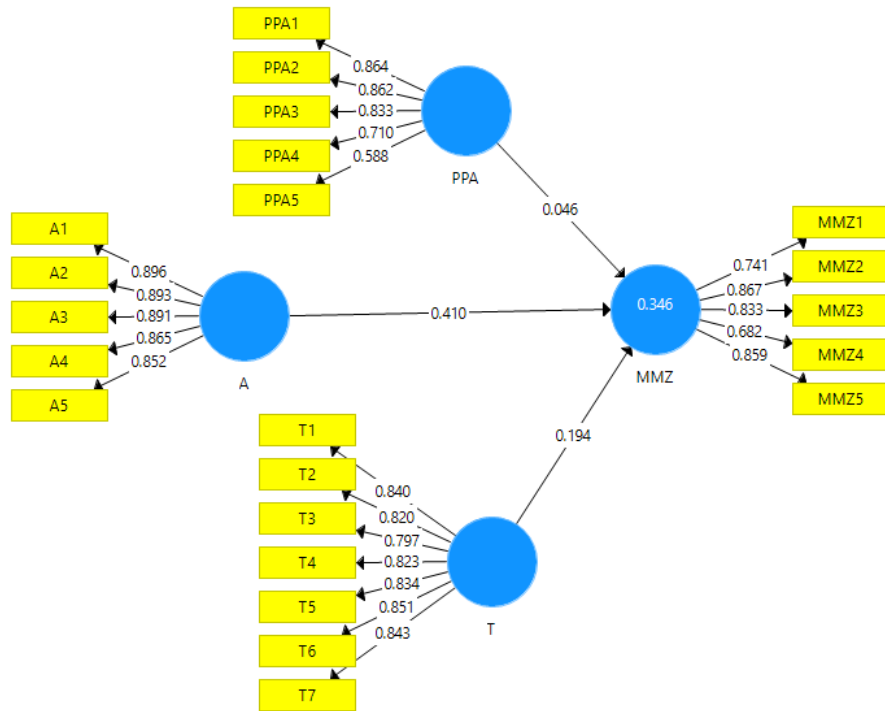 PPA1
PPA2
PPA3
PPA4
PPA5
0.864
0.862
0.833
0.710
0.588
PPA
0.046
A1
A2
A3
A4
A5
0.896
0.893
0.891
0.865
0.852
A
0.410
0.346
MMZ
0.741
0.867
0.833
0.682
0.859
MMZ1
MMZ2
MMZ3
MMZ4
MMZ5
0.194
T1
T2
T3
T4
T5
T6
T7
0.840
0.820
0.797
0.823
0.834
0.851
0.843
T